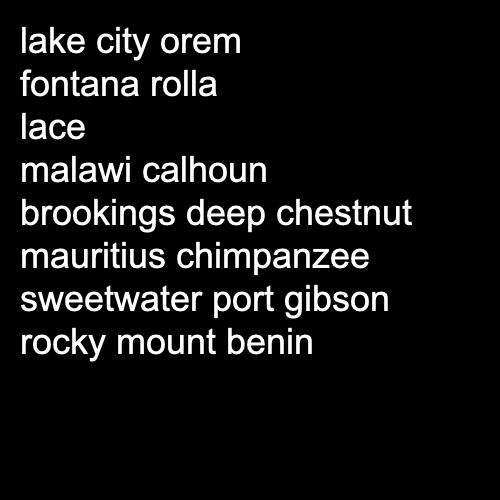 lake city orem
fontana rolla
lace
malawi calhoun
brookings deep chestnut
mauritius chimpanzee
sweetwater port gibson
rocky mount benin